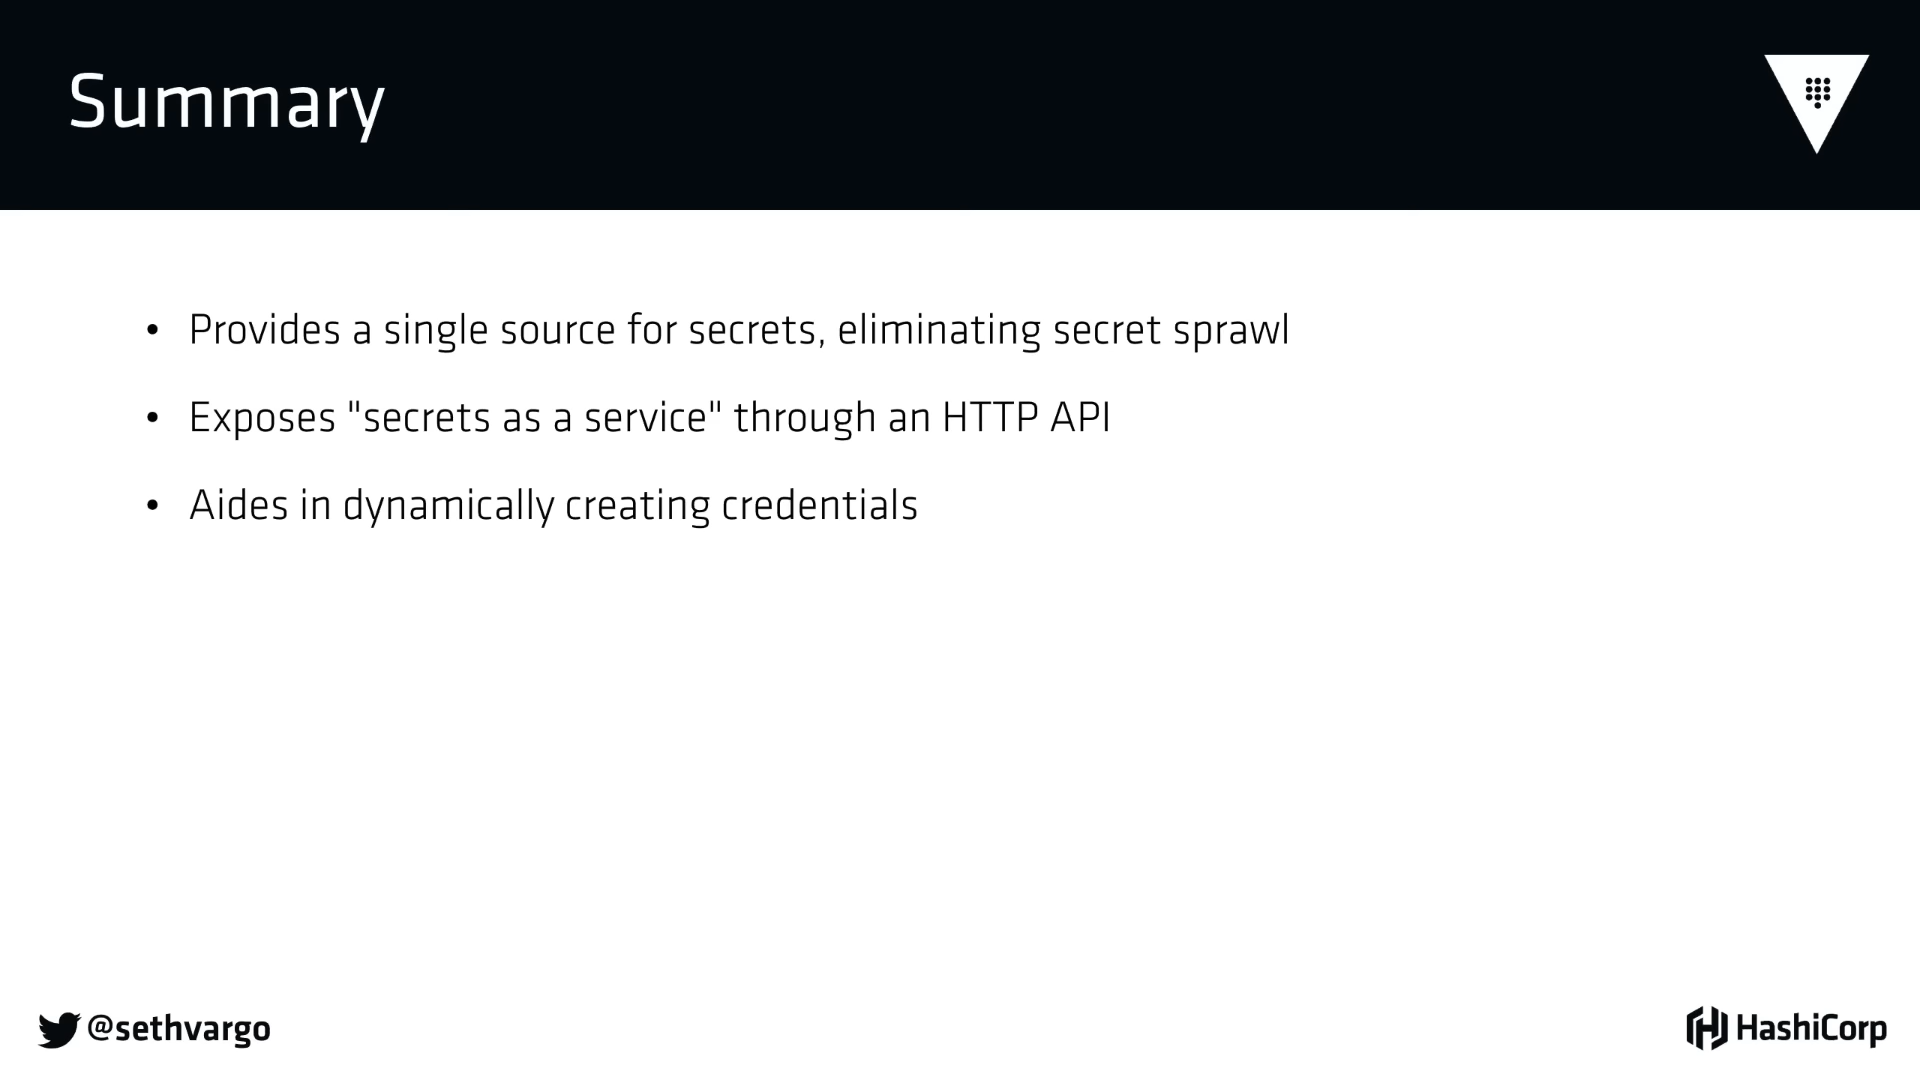 Summary
• Provides a single source for secrets, eliminating secret sprawl
• Exposes "secrets as a service" through an HTTP API
• Aides in dynamically creating credentials
@sethvargo
HashiCorp